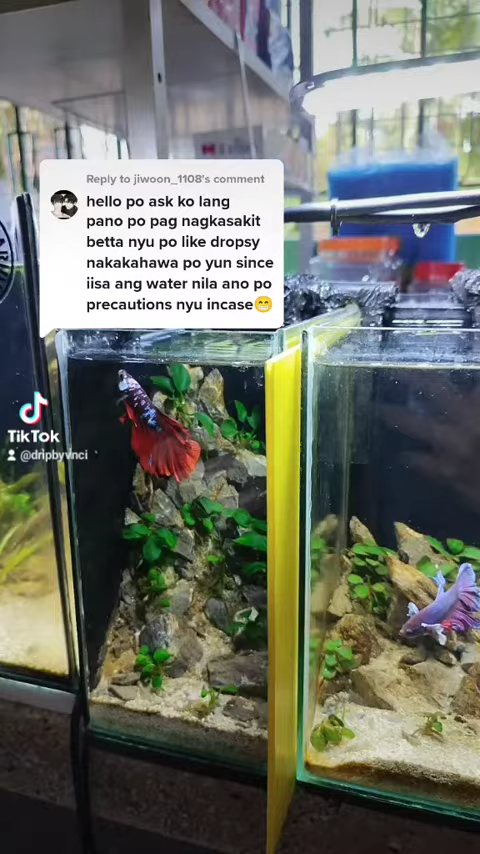 Reply to jiwoon_1108's comment
hello po ask ko lang
pano po pag nagkasakit
betta nyu po like dropsy
nakakahawa po yun since
iisa ang water nila ano po
precautions nyu incase😁
TikTok
@dripbyvnci